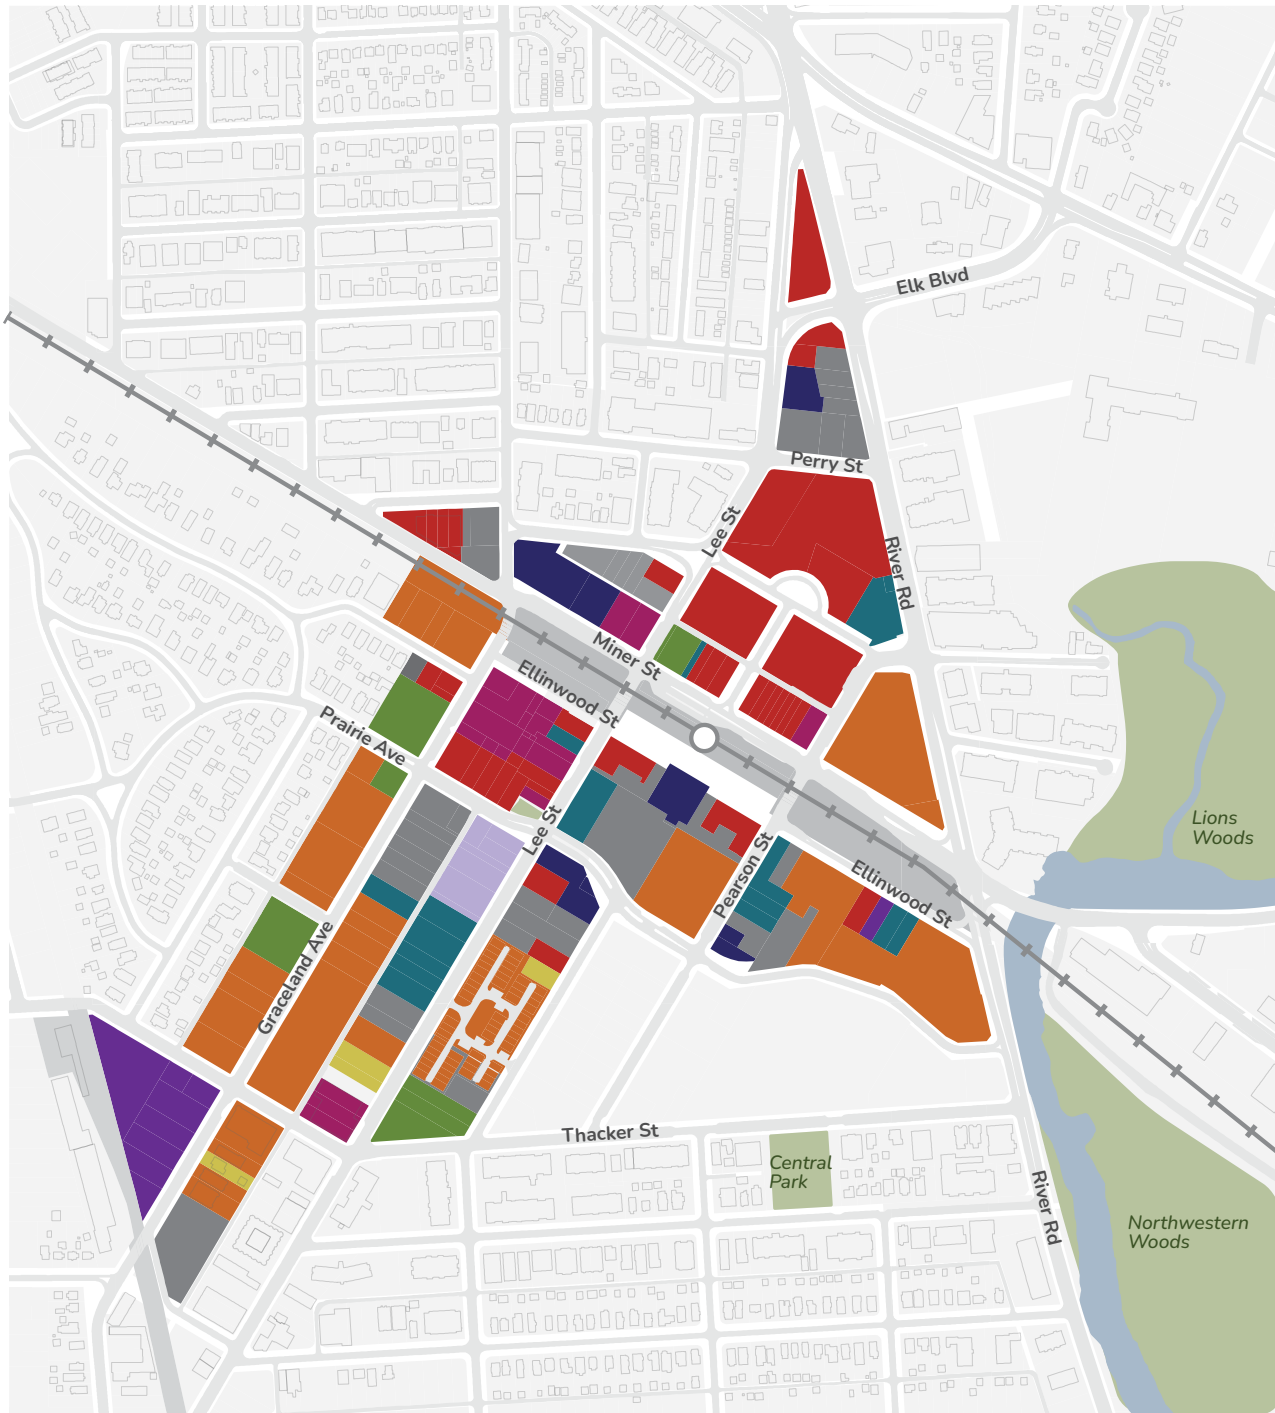 Elk Blvd
Perry St
Lee St
River Rd
Miner St
Ellinwood St
Prairie Ave
Lions
Woods
Lee St
Pearson St
Ellinwood St
Graceland Ave
Thacker St
Central
Park
River Rd
Northwestern
Woods